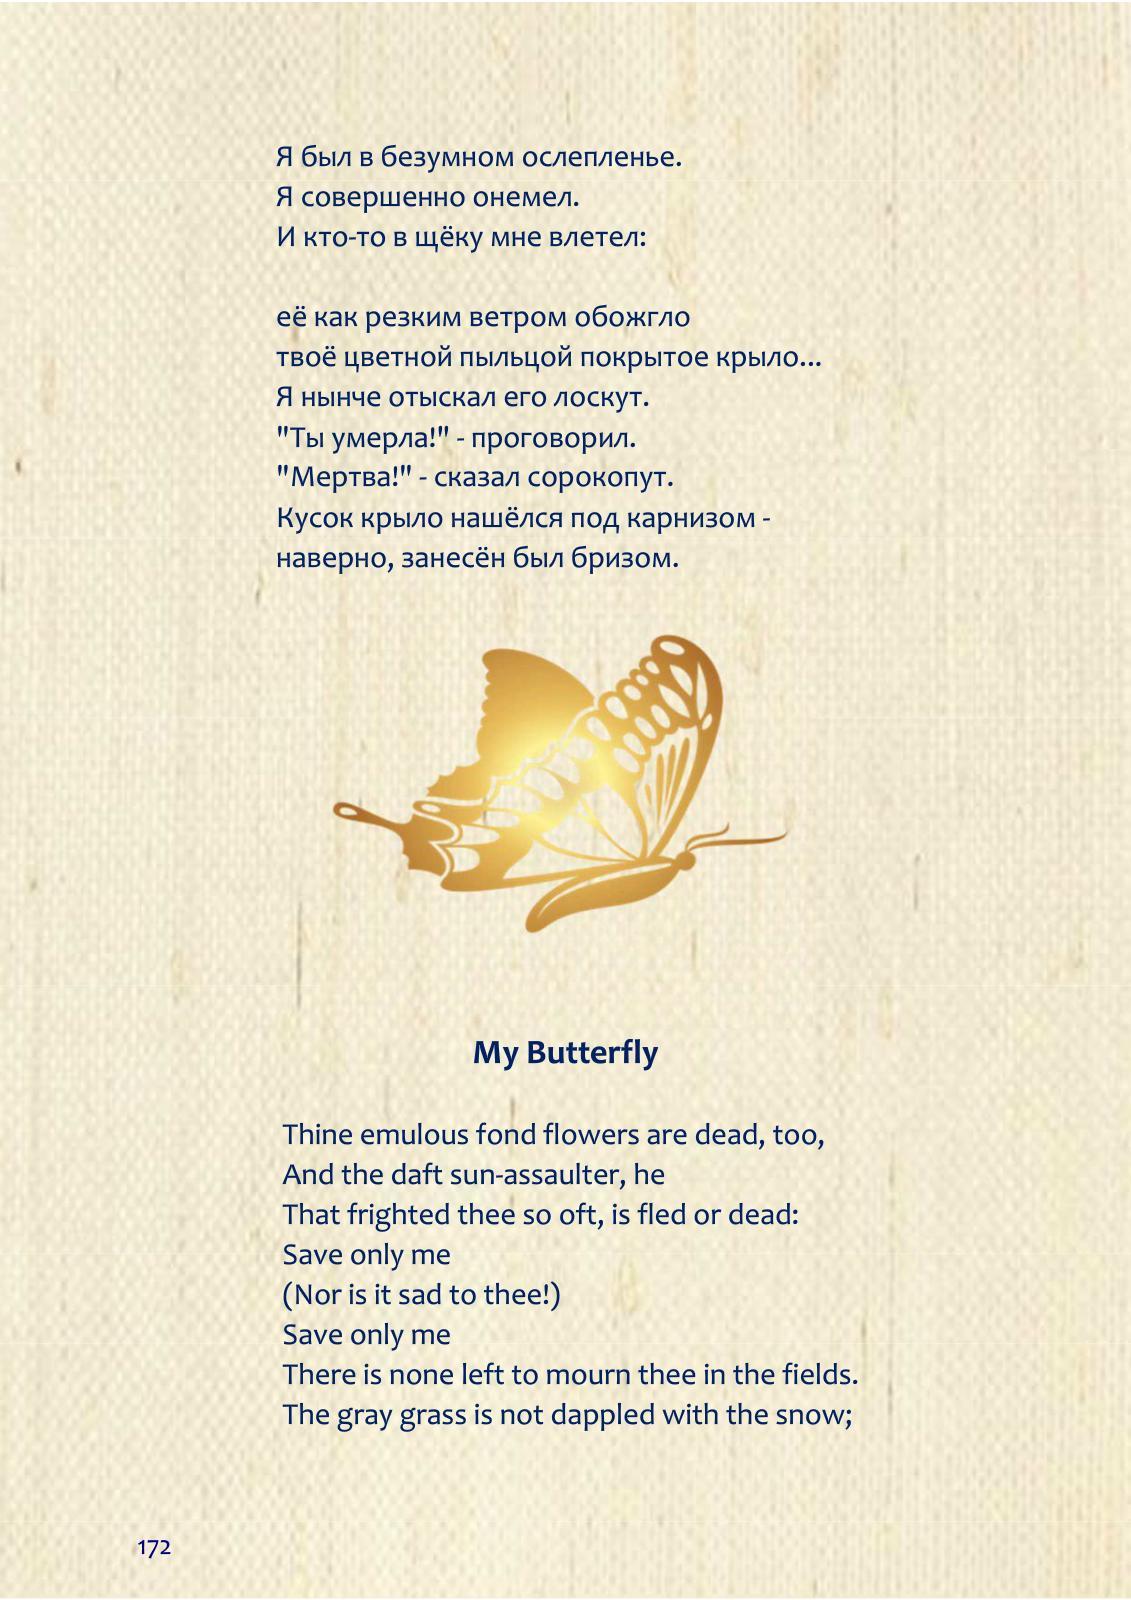 Я был в безумном ослепленье.
Я совершенно онемел.
И кто-то в щёку мне влетел:
её как резким ветром обожгло
твоё цветной пыльцой покрытое крыло...
Я нынче отыскал его лоскут.
"Ты умерла!" - проговорил.
"Мертва!" - сказал сорокопут.
Кусок крыло нашёлся под карнизом -
наверно, занесён был бризом.
My Butterfly
Thine emulous fond flowers are dead, too,
And the daft sun-assaulter, he
That frighted thee so oft, is fled or dead:
Save only me
(Nor is it sad to thee!)
Save only me
There is none left to mourn thee in the fields.
The gray grass is not dappled with the snow;
172